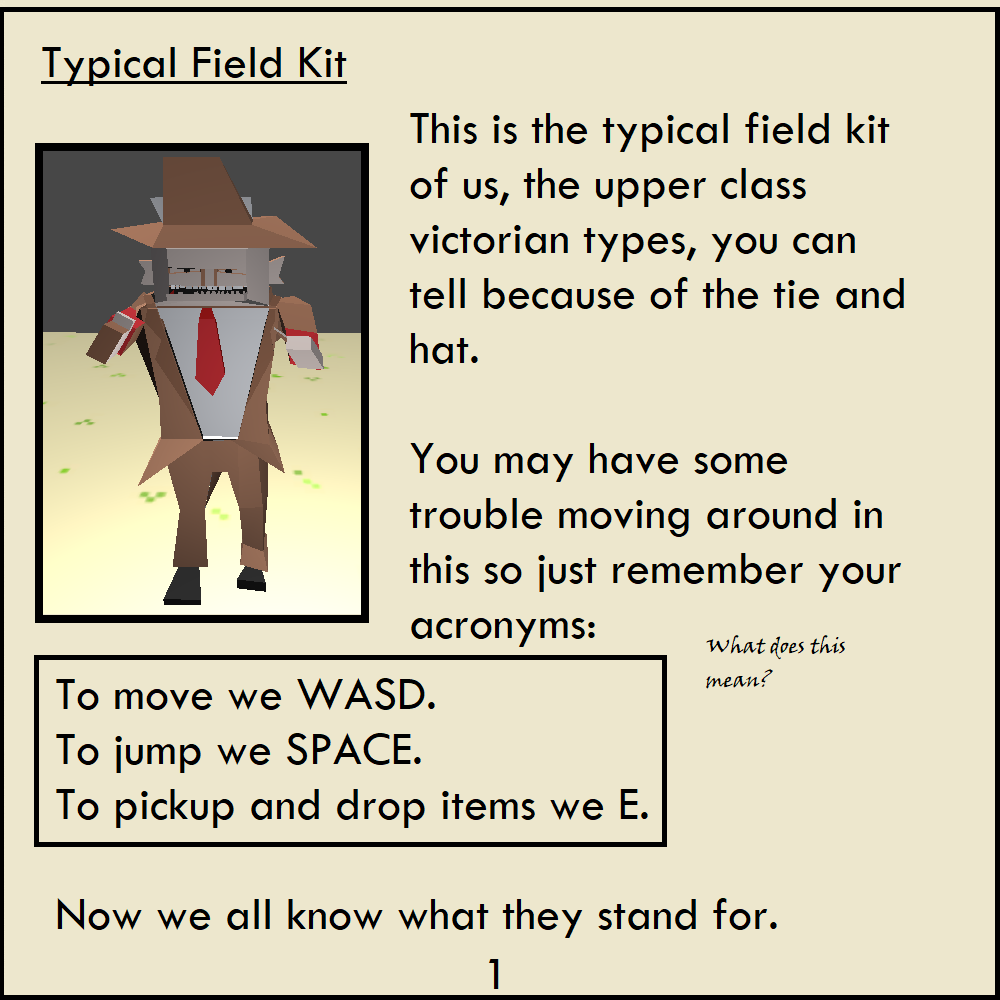 Typical Field Kit
This is the typical field kit
of us, the upper class
victorian types, you can
tell because of the tie and
hat.
You may have some
trouble moving around in
this so just remember your
acronyms:
What does this
mean?
To move we WASD.
To jump we SPACE.
To pickup and drop items we E.
Now we all know what they stand for.
1